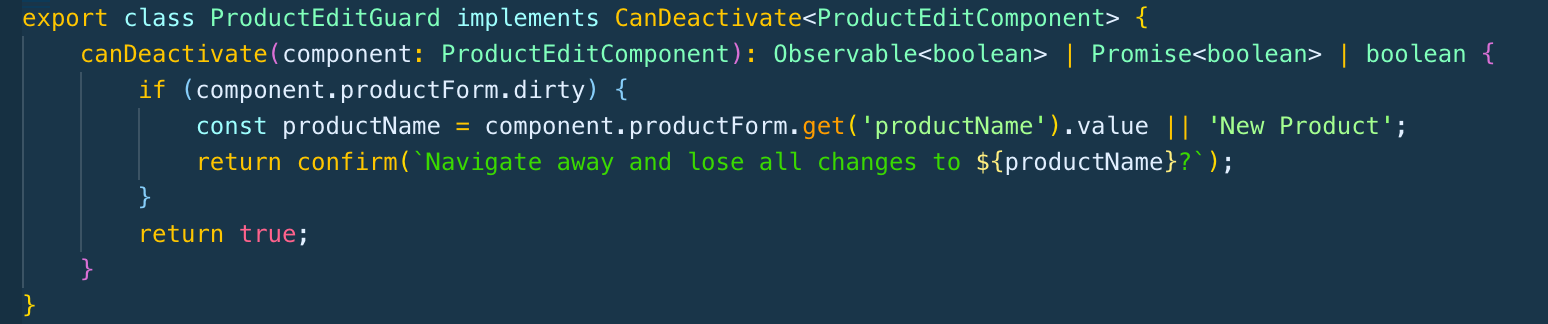 export class ProductEditGuard implements CanDeactivate<ProductEditComponent> {
    canDeactivate(component: ProductEditComponent): Observable<boolean> | Promise<boolean> | boolean {
        if (component.productForm.dirty) {
            const productName = component.productForm.get('productName').value || 'New Product';
            return confirm(`Navigate away and lose all changes to ${productName}?`);
        }
        return true;
    }
}